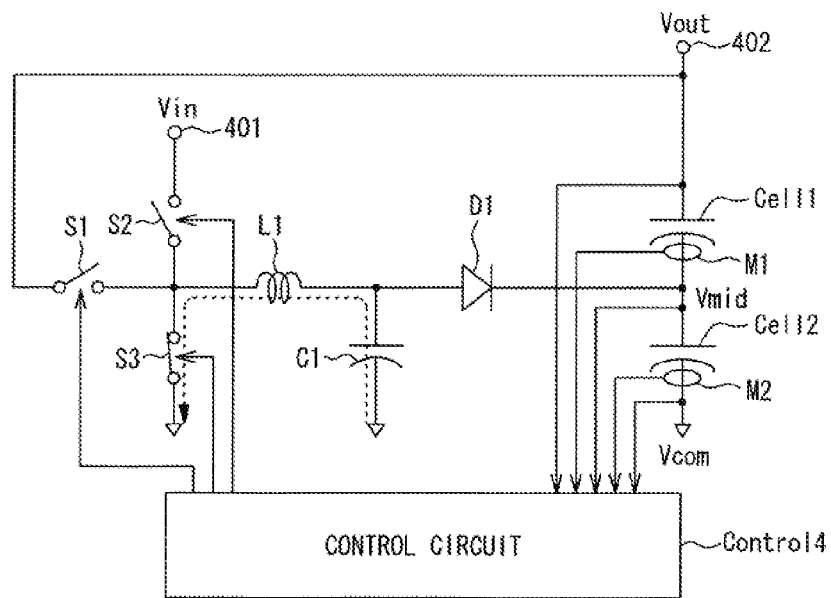 Vout
402
Vin
401
S1
S2
L1
D1
Cell1
M1
Vmid
S3
C1
Cell2
M2
Vcom
CONTROL CIRCUIT
Control4